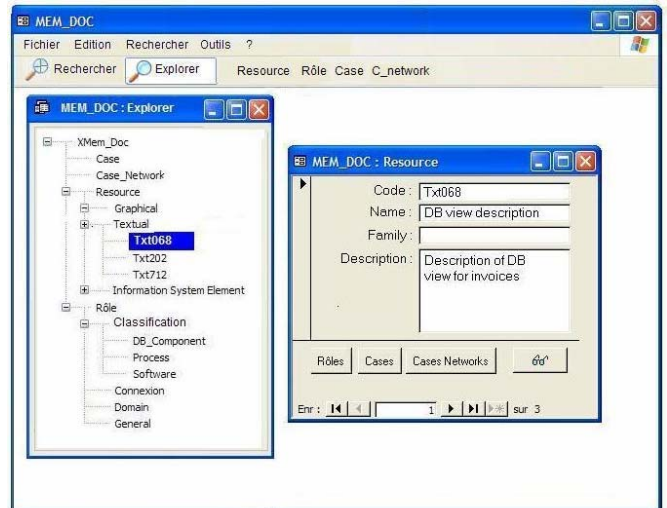 MEM_DOC
Fichier Edition Rechercher Outils ?
Rechercher Explorer Resource Rôle Case C_network
MEM_DOC : Explorer
XMem_Doc
Case
Case_Network
Resource
Graphical
Textual
Txt068
Txt202
Txt712
Information System Element
Rôle
Classification
DB_Component
Process
Software
Connexion
Domain
General
MEM_DOC : Resource
Code : Txt068
Name : DB view description
Family :
Description : Description of DB
view for invoices
Rôles Cases Cases Networks
Enr : 1 sur 3